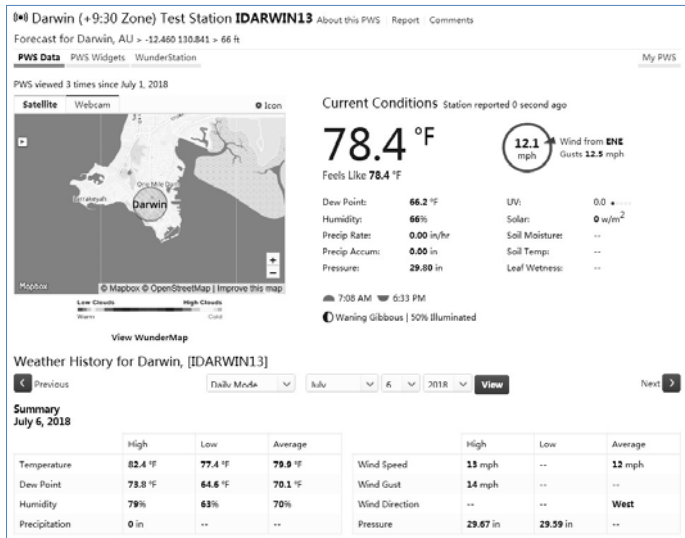 Darwin (+9:30 Zone) Test Station IDARWIN13 About this PWS | Report | Comments
Forecast for Darwin, AU > -12.460 130.841 > 66 ft
PWS Data PWS Widgets WunderStation My PWS
PWS viewed 3 times since July 1, 2018
Satellite Webcam Icon
Darwin
+
−
Mapbox © Mapbox © OpenStreetMap | Improve this map
Low Clouds High Clouds
Warm Cold
View WunderMap
Current Conditions Station reported 0 second ago
78.4 °F
Feels Like 78.4 °F
12.1 mph
Wind from ENE
Gusts 12.5 mph
Dew Point: 66.2 °F UV: 0.0
Humidity: 66% Solar: 0 w/m²
Precip Rate: 0.00 in/hr Soil Moisture: --
Precip Accum: 0.00 in Soil Temp: --
Pressure: 29.80 in Leaf Wetness: --
7:08 AM 6:33 PM
Waning Gibbous | 50% Illuminated
Weather History for Darwin, [IDARWIN13]
Previous Daily Mode July 6 2018 View Next
Summary
July 6, 2018
High Low Average High Low Average
Temperature 82.4 °F 77.4 °F 79.9 °F Wind Speed 13 mph -- 12 mph
Dew Point 73.8 °F 64.6 °F 70.1 °F Wind Gust 14 mph -- --
Humidity 79% 63% 70% Wind Direction -- -- West
Precipitation 0 in -- -- Pressure 29.67 in 29.59 in --